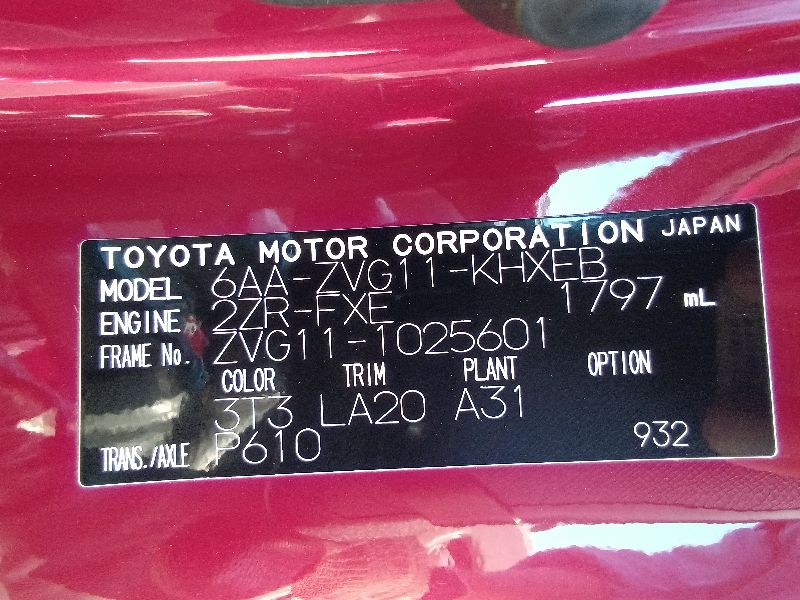 TOYOTA MOTOR CORPORATION JAPAN
MODEL 6AA-ZVG11-KHXEB
ENGINE 2ZR-FXE 1797 mL
FRAME No. ZVG11-1025601
COLOR TRIM PLANT OPTION
3T3 LA20 A31
TRANS./AXLE P610 932